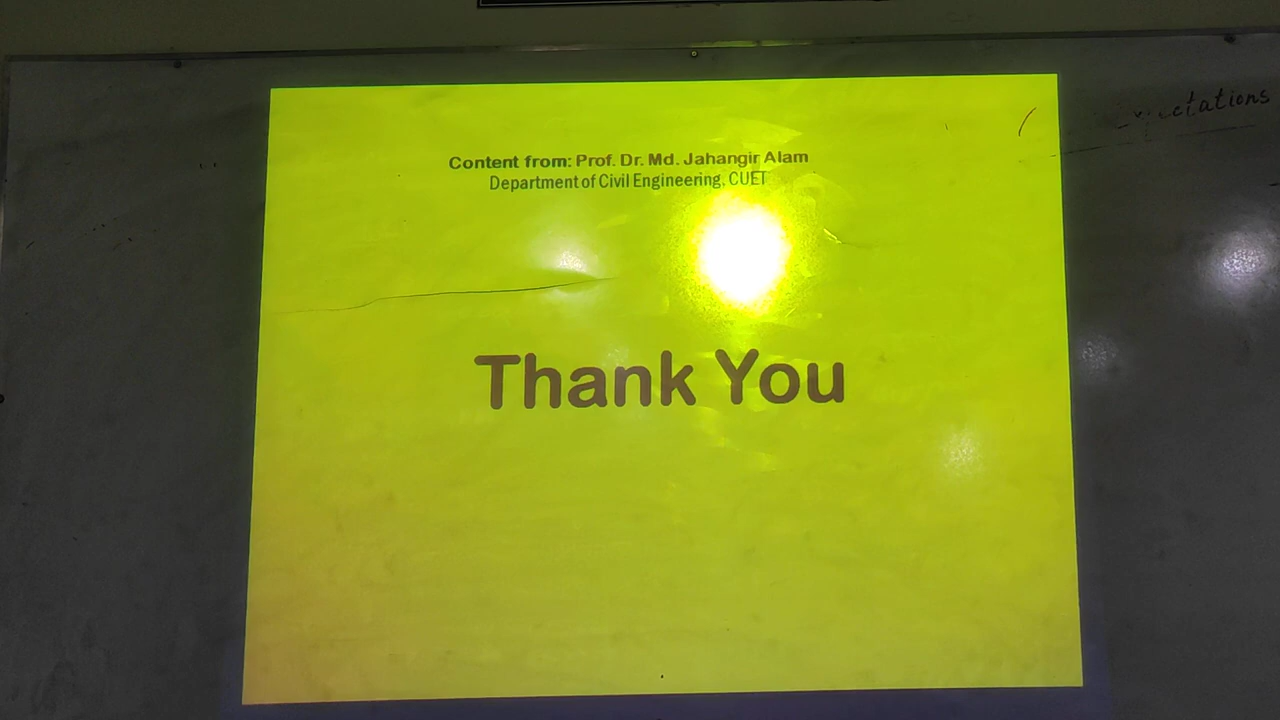 Content from: Prof. Dr. Md. Jahangir Alam
Department of Civil Engineering, CUET
Thank You